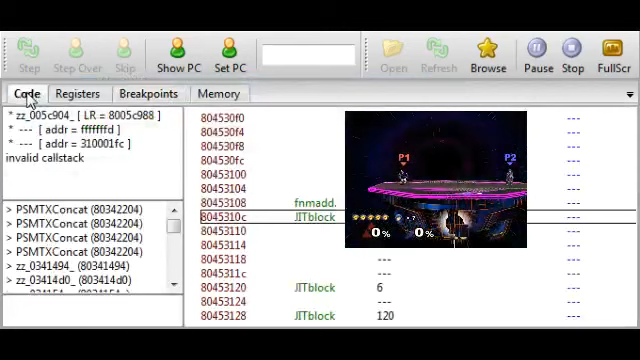 Step Step Over Skip Show PC Set PC Open Refresh Browse Pause Stop FullScr
Code Registers Breakpoints Memory
* zz_005c904_ [ LR = 8005c988 ]
* --- [ addr = fffffffd ]
* --- [ addr = 310001fc ]
invalid callstack
> PSMTXConcat (80342204)
> PSMTXConcat (80342204)
> PSMTXConcat (80342204)
> PSMTXConcat (80342204)
> zz_0341494_ (80341494)
> zz_03414d0_ (803414d0)
804530f0 ---
804530f4 ---
804530f8 ---
804530fc ---
80453100 ---
80453104 ---
80453108 fnmadd. ---
8045310c JITblock ---
80453110 ---
80453114 ---
80453118 --- ---
8045311c --- ---
80453120 JITblock 6 ---
80453124 --- ---
80453128 JITblock 120 ---
P1 P2
0% 0%